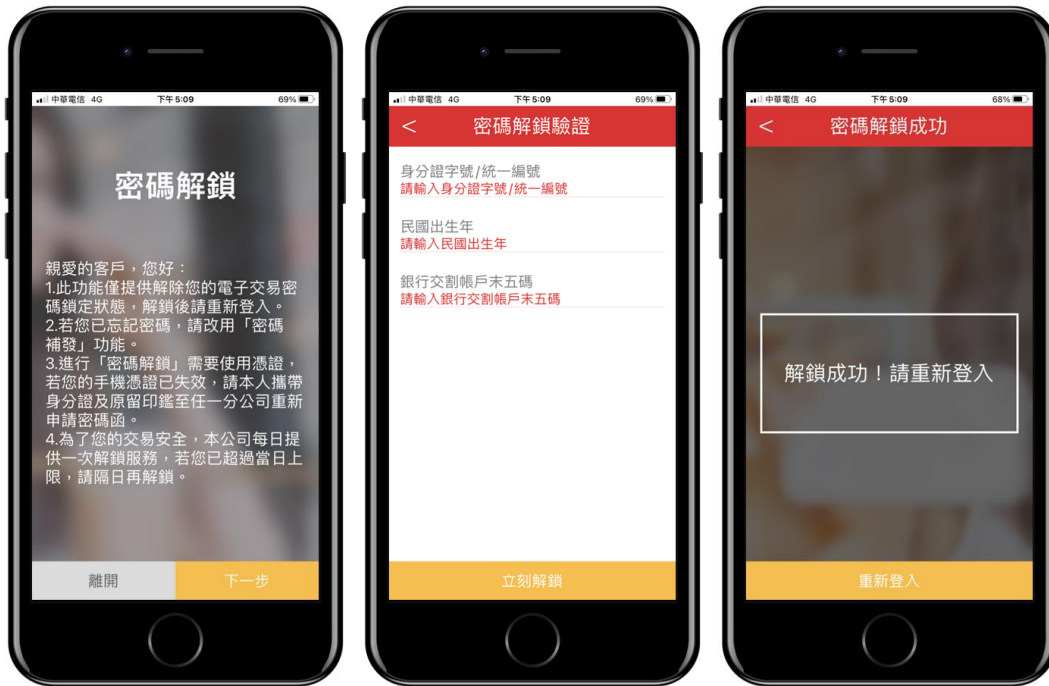 中華電信 4G 下午5:09 69%
密碼解鎖
親愛的客戶，您好：
1.此功能僅提供解除您的電子交易密
碼鎖定狀態，解鎖後請重新登入。
2.若您已忘記密碼，請改用「密碼
補發」功能。
3.進行「密碼解鎖」需要使用憑證，
若您的手機憑證已失效，請本人攜帶
身分證及原留印鑑至任一分公司重新
申請密碼函。
4.為了您的交易安全，本公司每日提
供一次解鎖服務，若您已超過當日上
限，請隔日再解鎖。
離開 下一步
中華電信 4G 下午5:09 69%
< 密碼解鎖驗證
身分證字號/統一編號
請輸入身分證字號/統一編號
民國出生年
請輸入民國出生年
銀行交割帳戶末五碼
請輸入銀行交割帳戶末五碼
立刻解鎖
中華電信 4G 下午5:09 68%
< 密碼解鎖成功
解鎖成功！請重新登入
重新登入